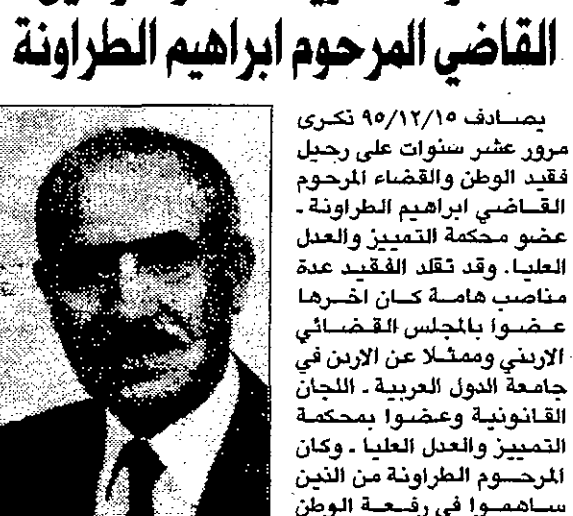 القاضي المرحوم ابراهيم الطراونة
يصادف ٩٥/١٢/١٥ ذكرى
مرور عشر سنوات على رحيل
فقيد الوطن والقضاء المرحوم
القاضي ابراهيم الطراونة ـ
عضو محكمة التمييز والعدل
العليا. وقد تقلد الفقيد عدة
مناصب هامة كان اخرها
عضوا بالمجلس القضائي
الاردني وممثلا عن الاردن في
جامعة الدول العربية ـ اللجان
القانونية وعضوا بمحكمة
التمييز والعدل العليا ـ وكان
المرحوم الطراونة من الذين
ساهموا في رفعة الوطن